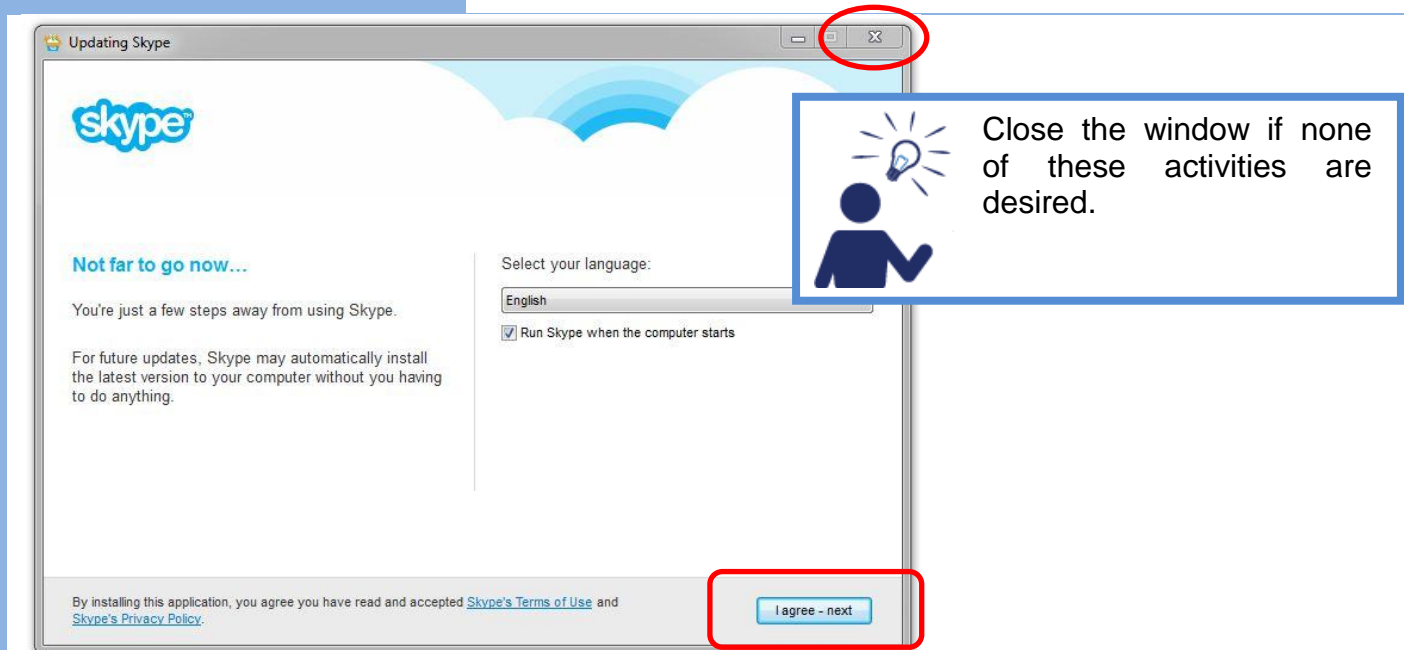 Updating Skype
skype™
Close the window if none
of these activities are
desired.
Not far to go now...
You're just a few steps away from using Skype.
For future updates, Skype may automatically install
the latest version to your computer without you having
to do anything.
Select your language:
English
Run Skype when the computer starts
By installing this application, you agree you have read and accepted Skype's Terms of Use and
Skype's Privacy Policy.
I agree - next